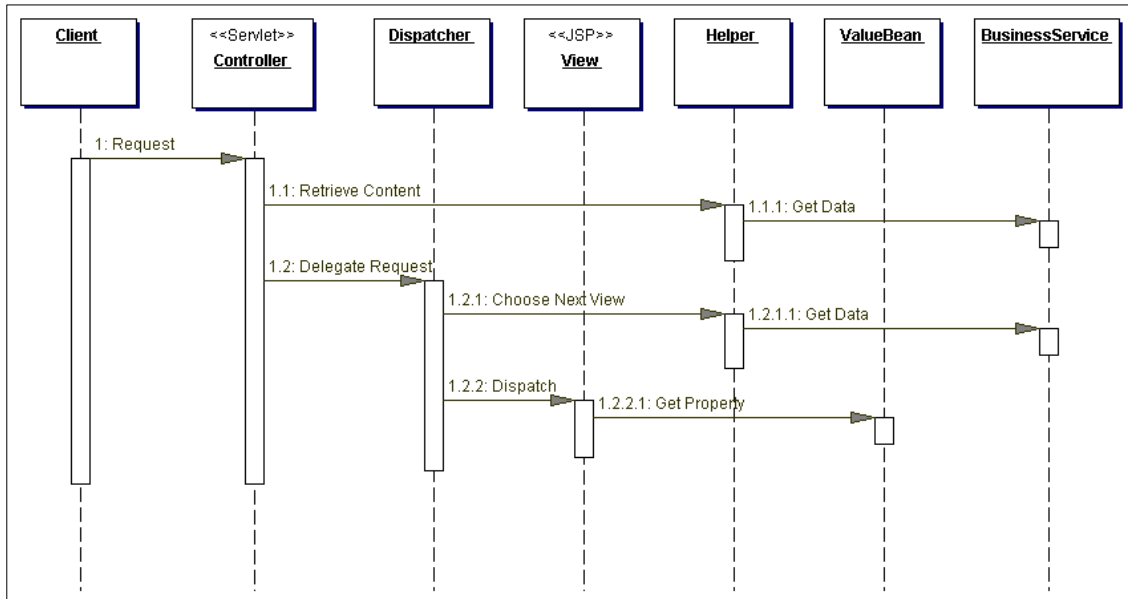 Client
<<Servlet>>
Controller
Dispatcher
<<JSP>>
View
Helper
ValueBean
BusinessService
1: Request
1.1: Retrieve Content
1.1.1: Get Data
1.2: Delegate Request
1.2.1: Choose Next View
1.2.1.1: Get Data
1.2.2: Dispatch
1.2.2.1: Get Property